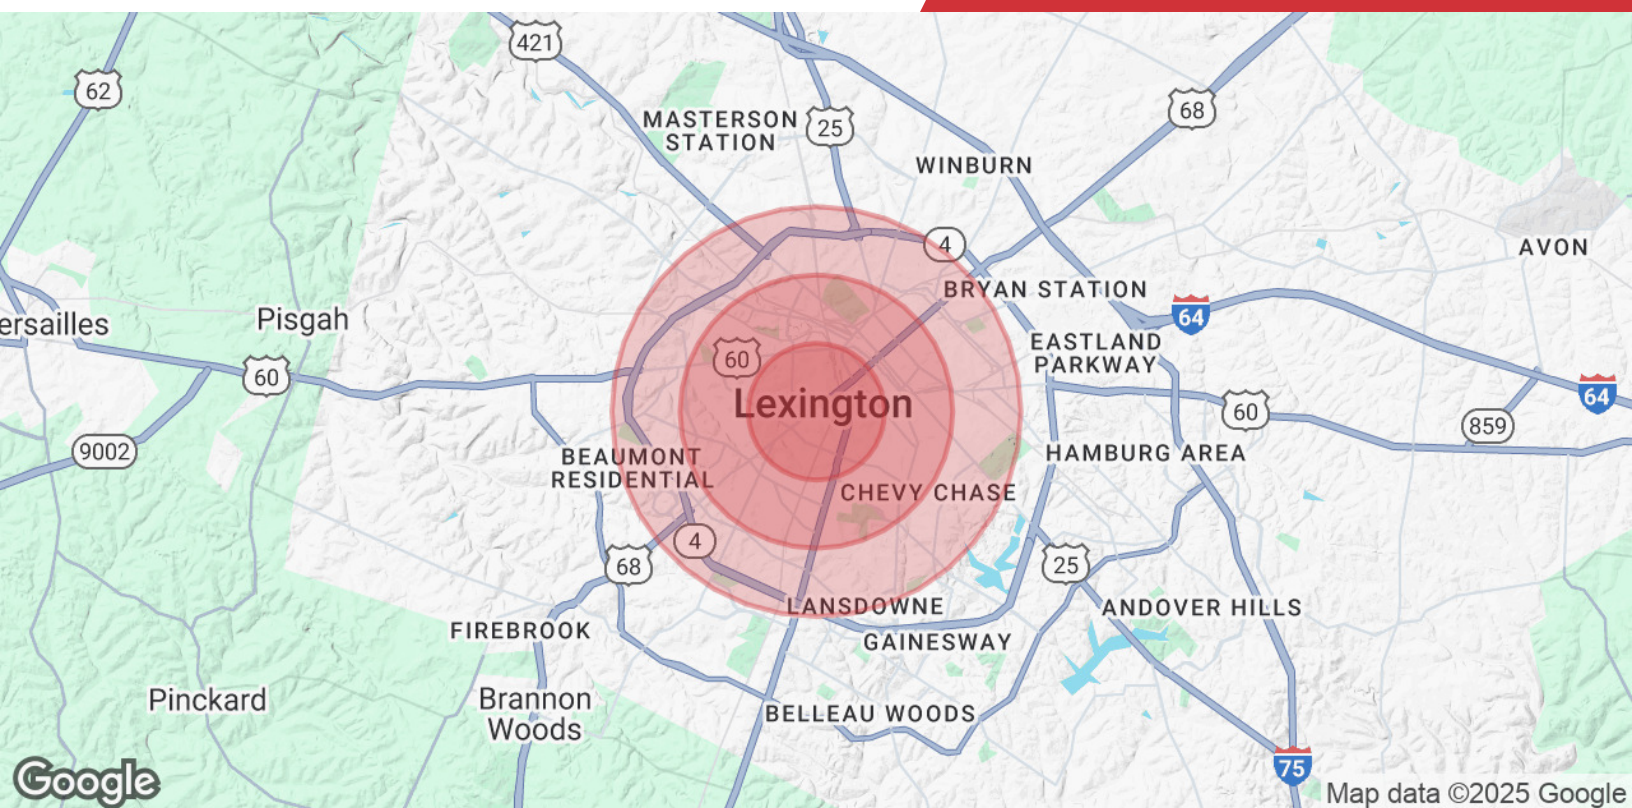 421
62
68
MASTERSON
STATION
25
WINBURN
4
AVON
BRYAN STATION
64
Pisgah
ersailles
EASTLAND
PARKWAY
60
60
64
Lexington
60
859
9002
HAMBURG AREA
BEAUMONT
RESIDENTIAL
CHEVY CHASE
4
68
25
LANSDOWNE
ANDOVER HILLS
FIREBROOK
GAINESWAY
Pinckard
Brannon
Woods
BELLEAU WOODS
75
Google
Map data ©2025 Google